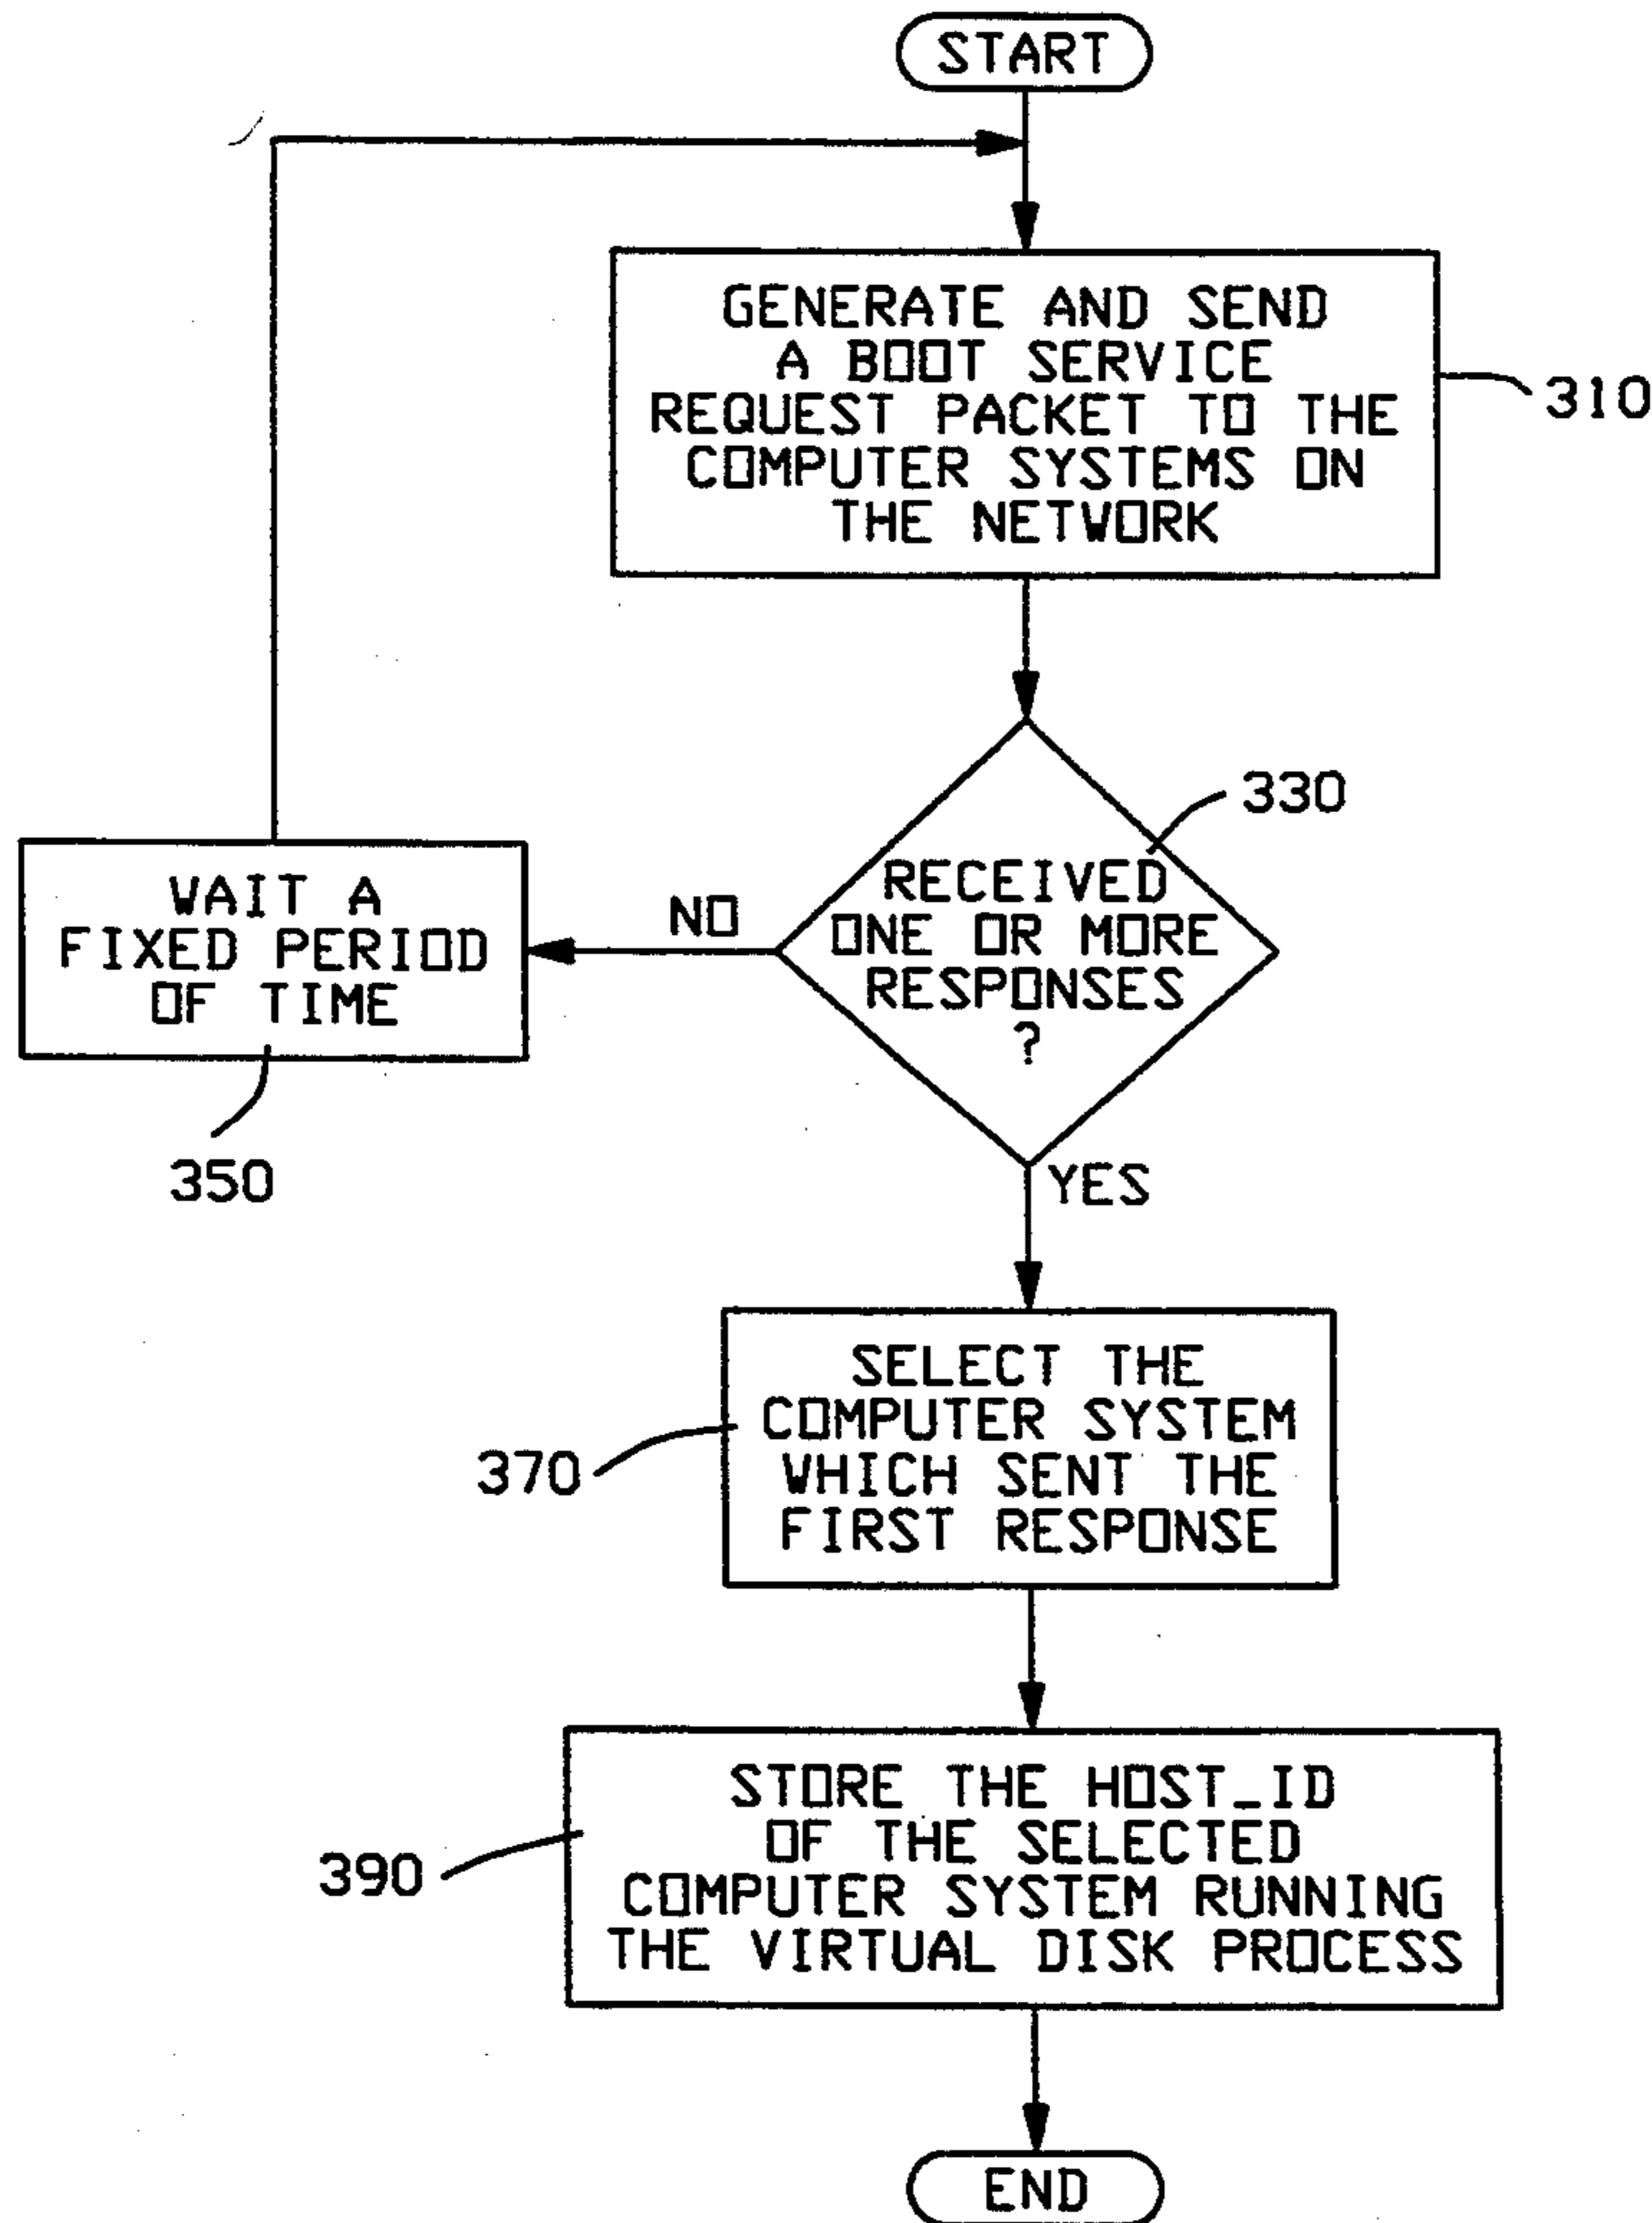 START
GENERATE AND SEND
A BOOT SERVICE
REQUEST PACKET TO THE
COMPUTER SYSTEMS ON
THE NETWORK
310
330
RECEIVED
ONE OR MORE
RESPONSES
?
NO
WAIT A
FIXED PERIOD
OF TIME
350
YES
SELECT THE
COMPUTER SYSTEM
WHICH SENT THE
FIRST RESPONSE
370
STORE THE HOST_ID
OF THE SELECTED
COMPUTER SYSTEM RUNNING
THE VIRTUAL DISK PROCESS
390
END